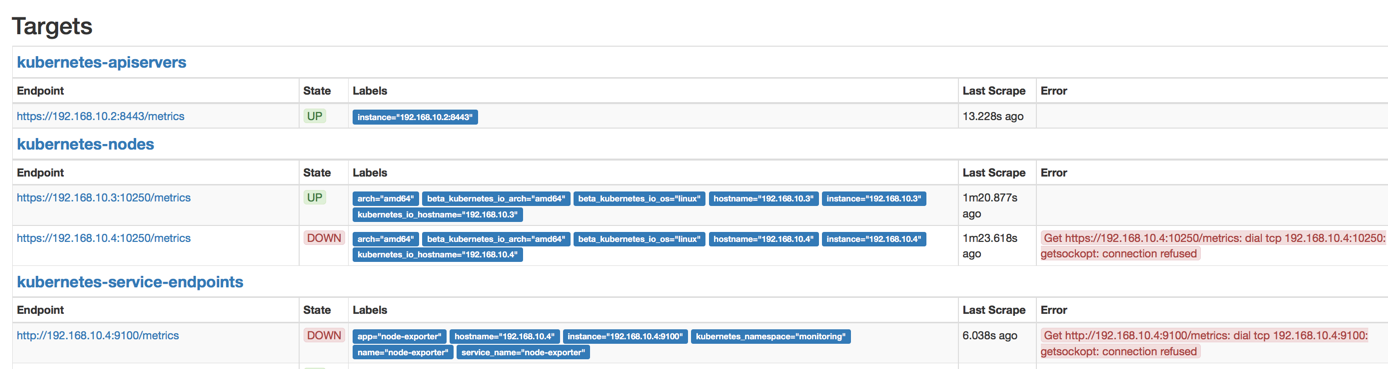 Targets
kubernetes-apiservers
Endpoint State Labels Last Scrape Error
https://192.168.10.2:8443/metrics UP instance="192.168.10.2:8443" 13.228s ago
kubernetes-nodes
Endpoint State Labels Last Scrape Error
https://192.168.10.3:10250/metrics UP arch="amd64" beta_kubernetes_io_arch="amd64" beta_kubernetes_io_os="linux" hostname="192.168.10.3" instance="192.168.10.3" 1m20.877s
kubernetes_io_hostname="192.168.10.3" ago
https://192.168.10.4:10250/metrics DOWN arch="amd64" beta_kubernetes_io_arch="amd64" beta_kubernetes_io_os="linux" hostname="192.168.10.4" instance="192.168.10.4" 1m23.618s Get https://192.168.10.4:10250/metrics: dial tcp 192.168.10.4:10250:
kubernetes_io_hostname="192.168.10.4" ago getsockopt: connection refused
kubernetes-service-endpoints
Endpoint State Labels Last Scrape Error
http://192.168.10.4:9100/metrics DOWN app="node-exporter" hostname="192.168.10.4" instance="192.168.10.4:9100" kubernetes_namespace="monitoring" 6.038s ago Get http://192.168.10.4:9100/metrics: dial tcp 192.168.10.4:9100:
name="node-exporter" service_name="node-exporter" getsockopt: connection refused